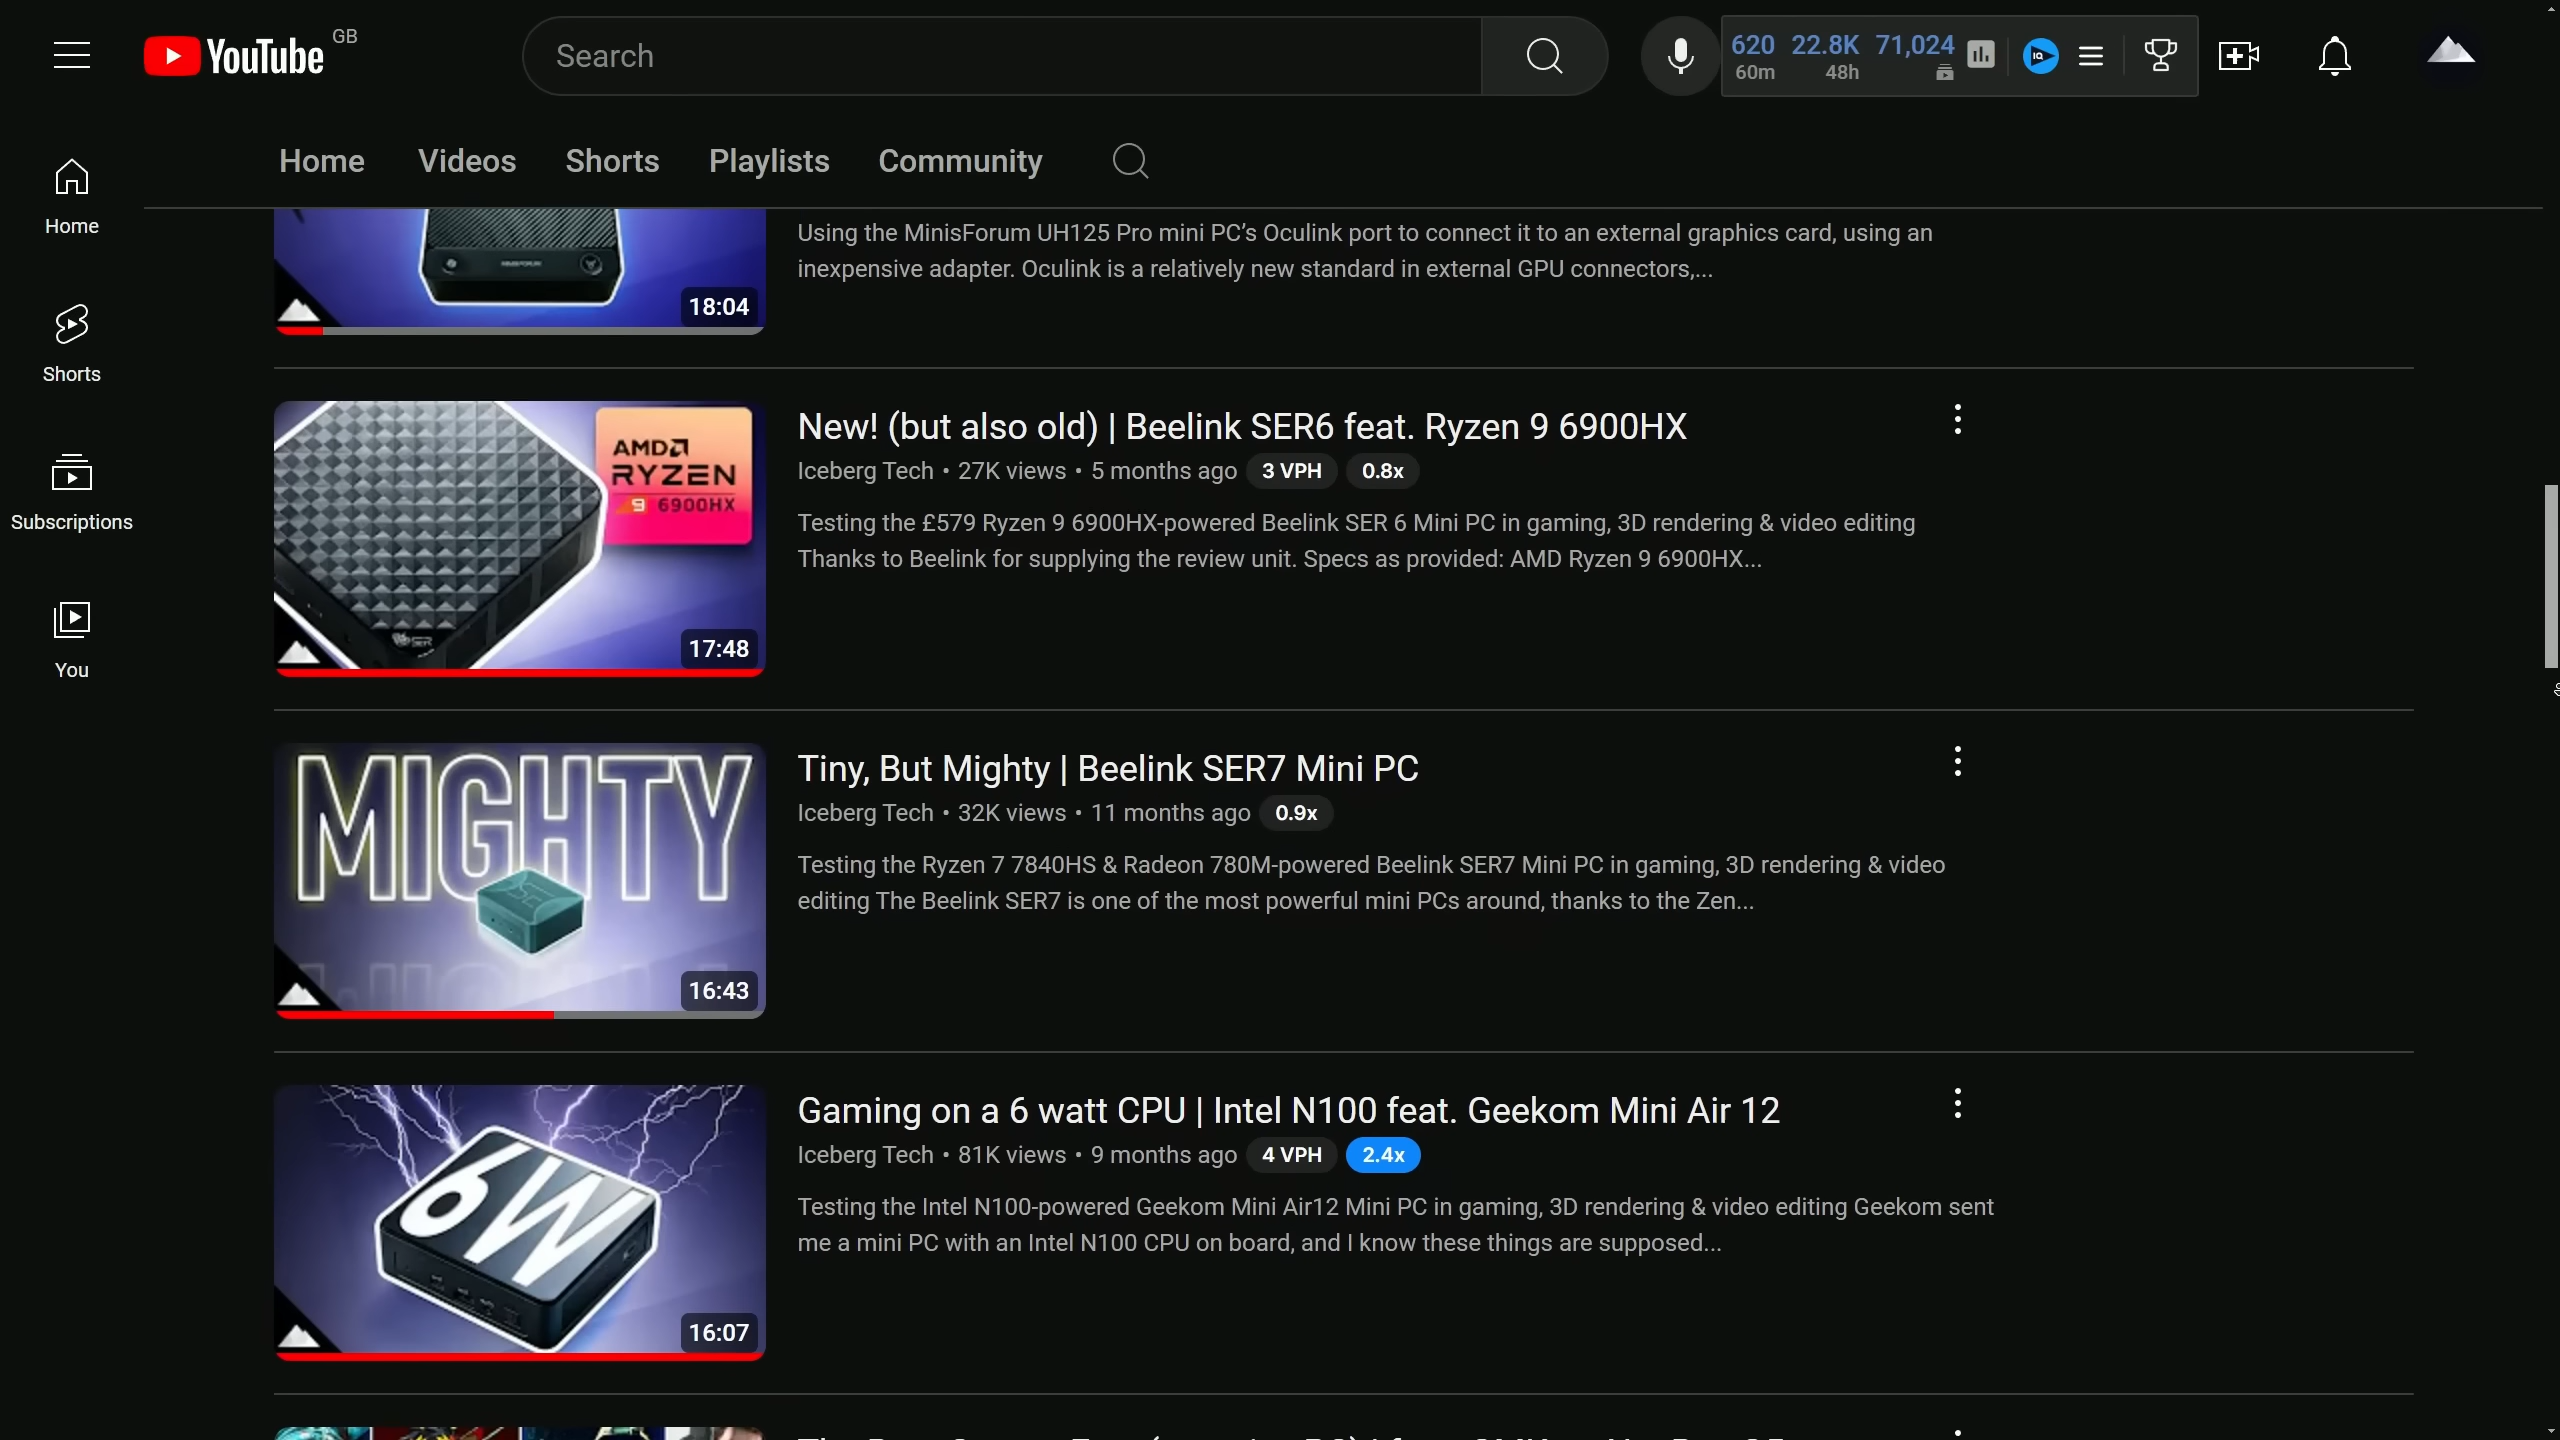 YouTube GB
Search
620 22.8K 71,024
60m 48h
Home Videos Shorts Playlists Community
Home
Shorts
Subscriptions
You
Using the MinisForum UH125 Pro mini PC’s Oculink port to connect it to an external graphics card, using an
inexpensive adapter. Oculink is a relatively new standard in external GPU connectors,...
MINISFORUM
18:04
New! (but also old) | Beelink SER6 feat. Ryzen 9 6900HX
Iceberg Tech • 27K views • 5 months ago 3 VPH 0.8x
Testing the £579 Ryzen 9 6900HX-powered Beelink SER 6 Mini PC in gaming, 3D rendering & video editing
Thanks to Beelink for supplying the review unit. Specs as provided: AMD Ryzen 9 6900HX...
AMD
RYZEN
9 6900HX
SER
17:48
Tiny, But Mighty | Beelink SER7 Mini PC
Iceberg Tech • 32K views • 11 months ago 0.9x
Testing the Ryzen 7 7840HS & Radeon 780M-powered Beelink SER7 Mini PC in gaming, 3D rendering & video
editing The Beelink SER7 is one of the most powerful mini PCs around, thanks to the Zen...
MIGHTY
16:43
Gaming on a 6 watt CPU | Intel N100 feat. Geekom Mini Air 12
Iceberg Tech • 81K views • 9 months ago 4 VPH 2.4x
Testing the Intel N100-powered Geekom Mini Air12 Mini PC in gaming, 3D rendering & video editing Geekom sent
me a mini PC with an Intel N100 CPU on board, and I know these things are supposed...
6W
16:07